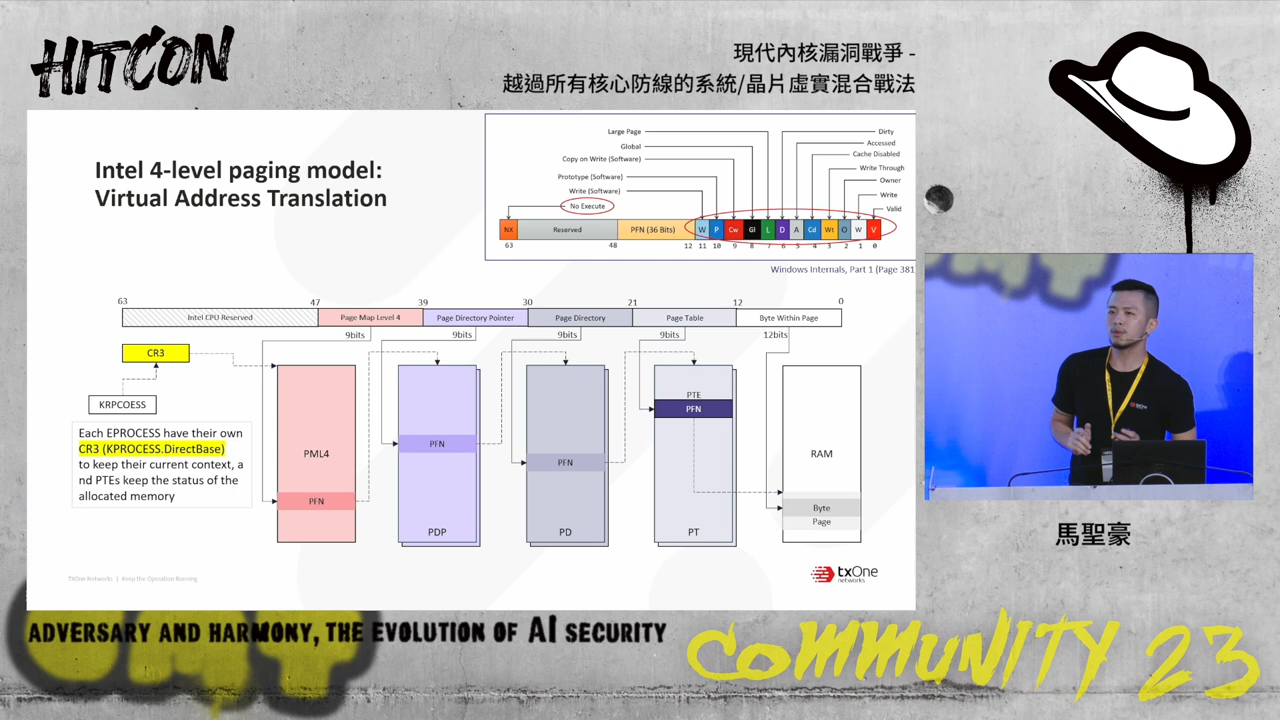 HITCON
現代內核漏洞戰爭 -
越過所有核心防線的系統/晶片虛實混合戰法
Intel 4-level paging model:
Virtual Address Translation
Large Page
Global
Copy on Write (Software)
Prototype (Software)
Write (Software)
No Execute
Dirty
Accessed
Cache Disabled
Write Through
Owner
Write
Valid
NX Reserved PFN (36 Bits) W P Cw Gl L D A Cd Wt O W V
63 48 12 11 10 9 8 7 6 5 4 3 2 1 0
Windows Internals, Part 1 (Page 381
63 47 39 30 21 12 0
Intel CPU Reserved Page Map Level 4 Page Directory Pointer Page Directory Page Table Byte Within Page
9bits 9bits 9bits 9bits 12bits
CR3
KRPCOESS
Each EPROCESS have their own
CR3 (KPROCESS.DirectBase)
to keep their current context, a
nd PTEs keep the status of the
allocated memory
PML4
PFN
PFN
PDP
PFN
PD
PTE
PFN
PT
RAM
Byte
Page
TXOne Networks | Keep the Operation Running
txOne
networks
馬聖豪
ADVERSARY AND HARMONY, THE EVOLUTION OF AI SECURITY
COMMUNITY 23